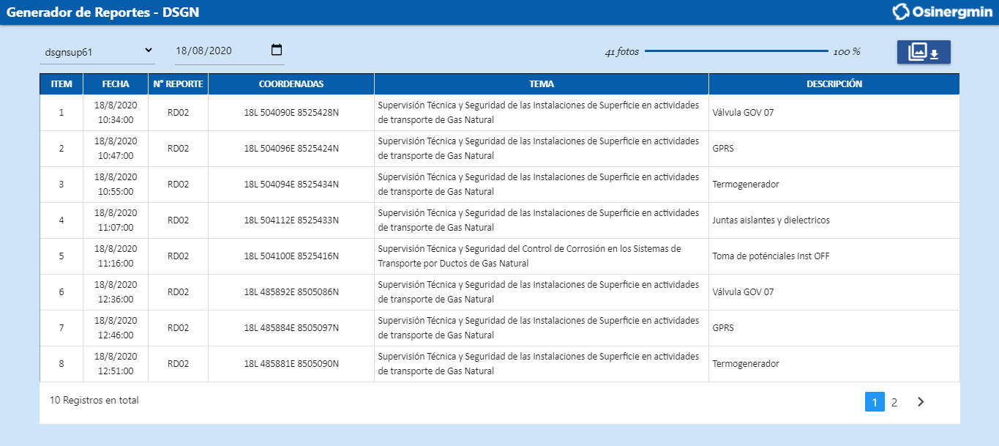 Generador de Reportes - DSGN
Osinergmin
dsgnsup61
18/08/2020
41 fotos
100 %
ITEM FECHA N° REPORTE COORDENADAS TEMA DESCRIPCIÓN
1 18/8/2020 10:34:00 RD02 18L 504090E 8525428N Supervisión Técnica y Seguridad de las Instalaciones de Superficie en actividades
de transporte de Gas Natural
Válvula GOV 07
2 18/8/2020 10:47:00 RD02 18L 504096E 8525424N Supervisión Técnica y Seguridad de las Instalaciones de Superficie en actividades
de transporte de Gas Natural
GPRS
3 18/8/2020 10:55:00 RD02 18L 504094E 8525434N Supervisión Técnica y Seguridad de las Instalaciones de Superficie en actividades
de transporte de Gas Natural
Termogenerador
4 18/8/2020 11:07:00 RD02 18L 504112E 8525433N Supervisión Técnica y Seguridad de las Instalaciones de Superficie en actividades
de transporte de Gas Natural
Juntas aislantes y dielectricos
5 18/8/2020 11:16:00 RD02 18L 504100E 8525416N Supervisión Técnica y Seguridad del Control de Corrosión en los Sistemas de
Transporte por Ductos de Gas Natural
Toma de poténciales Inst OFF
6 18/8/2020 12:36:00 RD02 18L 485892E 8505086N Supervisión Técnica y Seguridad de las Instalaciones de Superficie en actividades
de transporte de Gas Natural
Válvula GOV 07
7 18/8/2020 12:46:00 RD02 18L 485884E 8505097N Supervisión Técnica y Seguridad de las Instalaciones de Superficie en actividades
de transporte de Gas Natural
GPRS
8 18/8/2020 12:51:00 RD02 18L 485881E 8505090N Supervisión Técnica y Seguridad de las Instalaciones de Superficie en actividades
de transporte de Gas Natural
Termogenerador
10 Registros en total
1 2